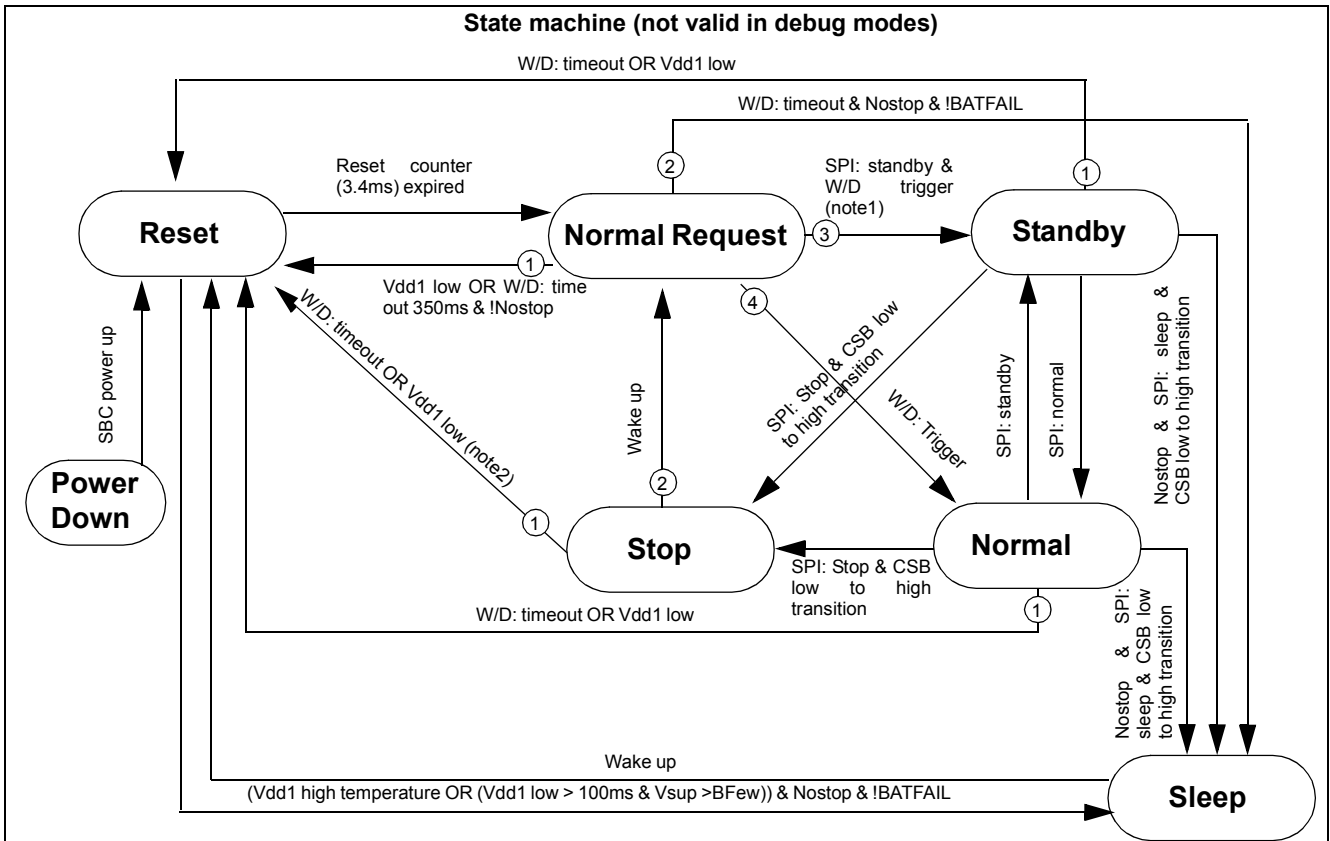 State machine (not valid in debug modes)
W/D: timeout OR Vdd1 low
W/D: timeout & Nostop & !BATFAIL
Reset counter
(3.4ms) expired
2
SPI: standby &
W/D trigger
(note1)
1
Reset
Normal Request
3
Standby
1
Vdd1 low OR W/D: time
out 350ms & !Nostop
4
W/D: timeout OR Vdd1 low (note2)
SPI: Stop & CSB low
to high transition
W/D: Trigger
SBC power up
Wake up
SPI: standby
SPI: normal
Nostop & SPI: sleep &
CSB low to high transition
Power
Down
2
1
Stop
Normal
SPI: Stop & CSB
low to high
transition
W/D: timeout OR Vdd1 low
1
Nostop & SPI:
sleep & CSB low
to high transition
Wake up
(Vdd1 high temperature OR (Vdd1 low > 100ms & Vsup >BFew)) & Nostop & !BATFAIL
Sleep